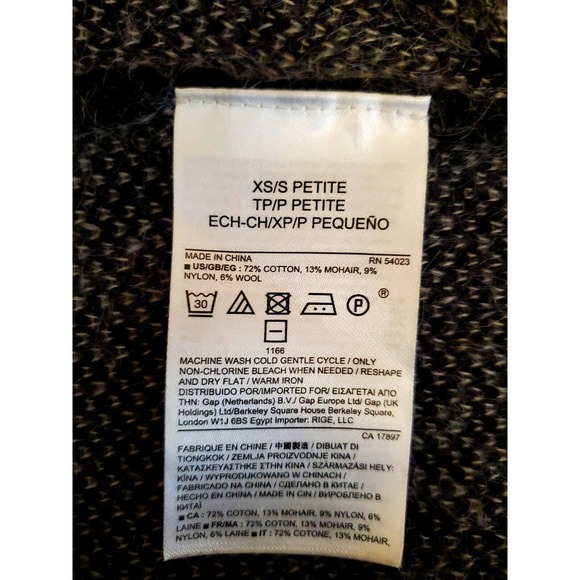 XS/S PETITE
TP/P PETITE
ECH-CH/XP/P PEQUEÑO
MADE IN CHINA RN 54023
■ US/GB/EG : 72% COTTON, 13% MOHAIR, 9%
NYLON, 6% WOOL
30 P ®
1166
MACHINE WASH COLD GENTLE CYCLE / ONLY
NON-CHLORINE BLEACH WHEN NEEDED / RESHAPE
AND DRY FLAT / WARM IRON
DISTRIBUIDO POR/IMPORTED FOR/ ΕΙΣΑΓΕΤΑΙ ΑΠΟ
ΤΗΝ: Gap (Netherlands) B.V./ Gap Europe Ltd/ Gap (UK
Holdings) Ltd/Berkeley Square House Berkeley Square,
London W1J 6BS Egypt Importer: RIGE, LLC
CA 17897
FABRIQUE EN CHINE / 中國製造 / DIBUAT DI
TIONGKOK / ZEMLJA PROIZVODNJE KINA /
ΚΑΤΑΣΚΕΥΑΣΤΗΚΕ ΣΤΗΝ ΚΙΝΑ / SZÁRMAZÁSI HELY:
KÍNA / WYPRODUKOWANO W CHINACH /
FABRICADO NA CHINA / СДЕЛАНО В КИТАЕ /
HECHO EN CHINA / MADE IN CIN / ВИРОБЛЕНО В
КИТАЇ
■ CA : 72% COTTON, 13% MOHAIR, 9% NYLON, 6%
LAINE ■ FR/MA : 72% COTON, 13% MOHAIR, 9%
NYLON, 6% LAINE ■ IT : 72% COTONE, 13% MOHAIR,